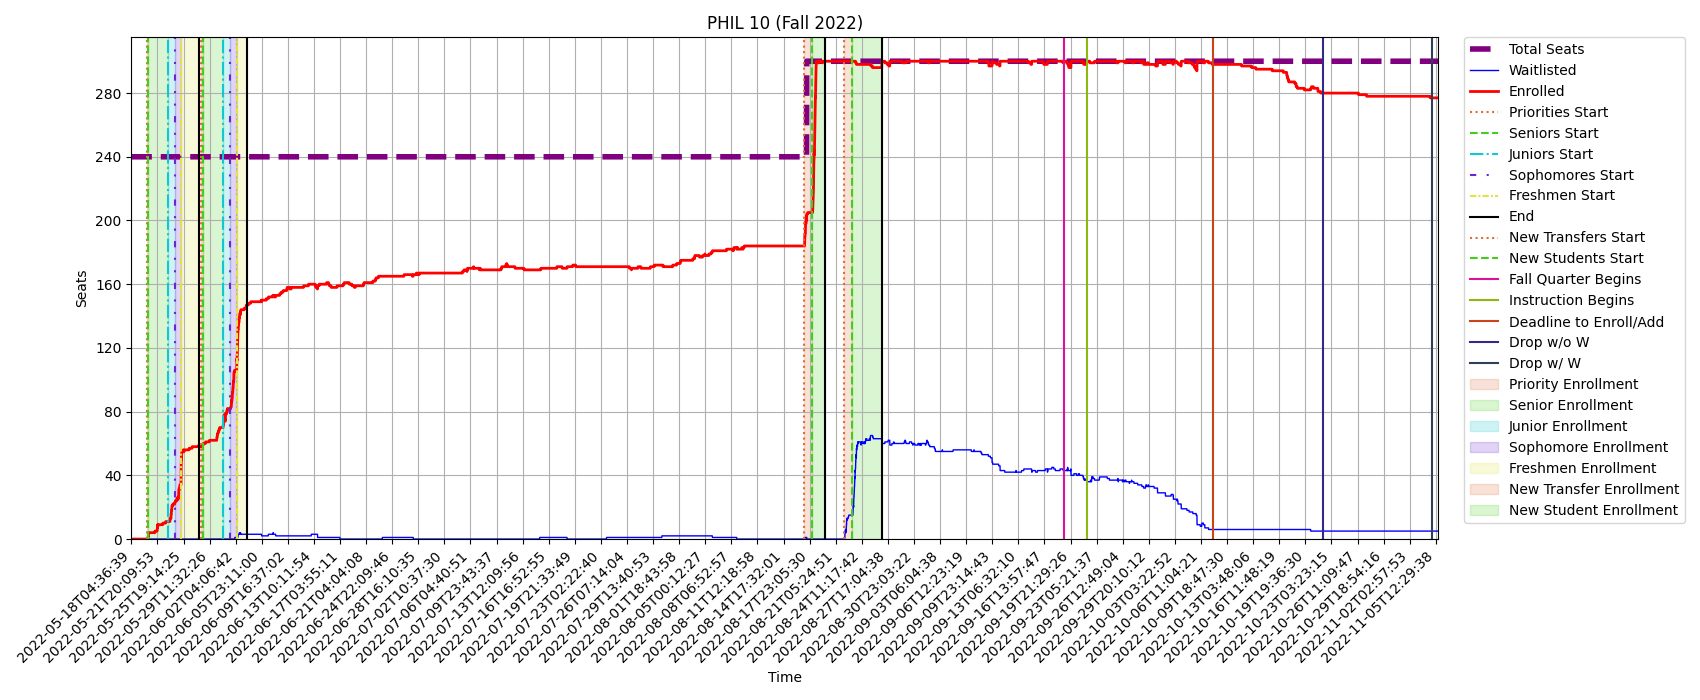 PHIL 10 (Fall 2022)
Seats
280
240
200
160
120
80
40
0
2022-05-18T04:36:39
2022-05-21T20:09:53
2022-05-25T19:14:25
2022-05-29T11:32:26
2022-06-02T04:06:42
2022-06-05T23:11:00
2022-06-09T16:37:02
2022-06-13T10:11:54
2022-06-17T03:55:11
2022-06-21T04:04:08
2022-06-24T22:09:46
2022-06-28T16:10:35
2022-07-02T10:37:30
2022-07-06T04:40:51
2022-07-09T23:43:37
2022-07-13T12:09:56
2022-07-16T16:52:55
2022-07-19T21:33:49
2022-07-23T02:22:40
2022-07-26T07:14:04
2022-07-29T13:40:53
2022-08-01T18:43:58
2022-08-05T00:12:27
2022-08-08T06:52:57
2022-08-11T12:18:58
2022-08-14T17:32:01
2022-08-17T23:05:30
2022-08-21T05:24:51
2022-08-24T11:17:42
2022-08-27T17:04:38
2022-08-30T23:03:22
2022-09-03T06:04:38
2022-09-06T12:23:19
2022-09-09T23:14:43
2022-09-13T06:32:10
2022-09-16T13:57:47
2022-09-19T21:29:26
2022-09-23T05:21:37
2022-09-26T12:49:04
2022-09-29T20:10:12
2022-10-03T03:22:52
2022-10-06T11:04:21
2022-10-09T18:47:30
2022-10-13T03:48:06
2022-10-16T11:48:19
2022-10-19T19:36:30
2022-10-23T03:23:15
2022-10-26T11:09:47
2022-10-29T18:54:16
2022-11-02T02:57:53
2022-11-05T12:29:38
Time
Total Seats
Waitlisted
Enrolled
Priorities Start
Seniors Start
Juniors Start
Sophomores Start
Freshmen Start
End
New Transfers Start
New Students Start
Fall Quarter Begins
Instruction Begins
Deadline to Enroll/Add
Drop w/o W
Drop w/ W
Priority Enrollment
Senior Enrollment
Junior Enrollment
Sophomore Enrollment
Freshmen Enrollment
New Transfer Enrollment
New Student Enrollment